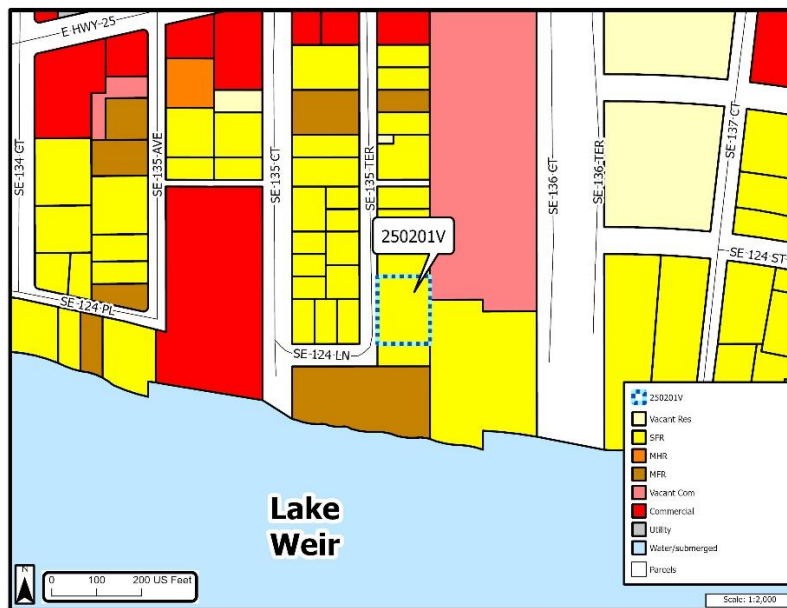 E HWY-25
SE-134 CT
SE-135 AVE
SE-135 CT
SE-135 TER
SE-136 CT
SE-136 TER
SE-137 CT
250201V
SE-124 ST
SE-124 PL
SE-124 LN
Lake
Weir
250201V
Vacant Res
SFR
MHR
MFR
Vacant Com
Commercial
Utility
Water/submerged
Parcels
N
0 100 200 US Feet
Scale: 1:2,000